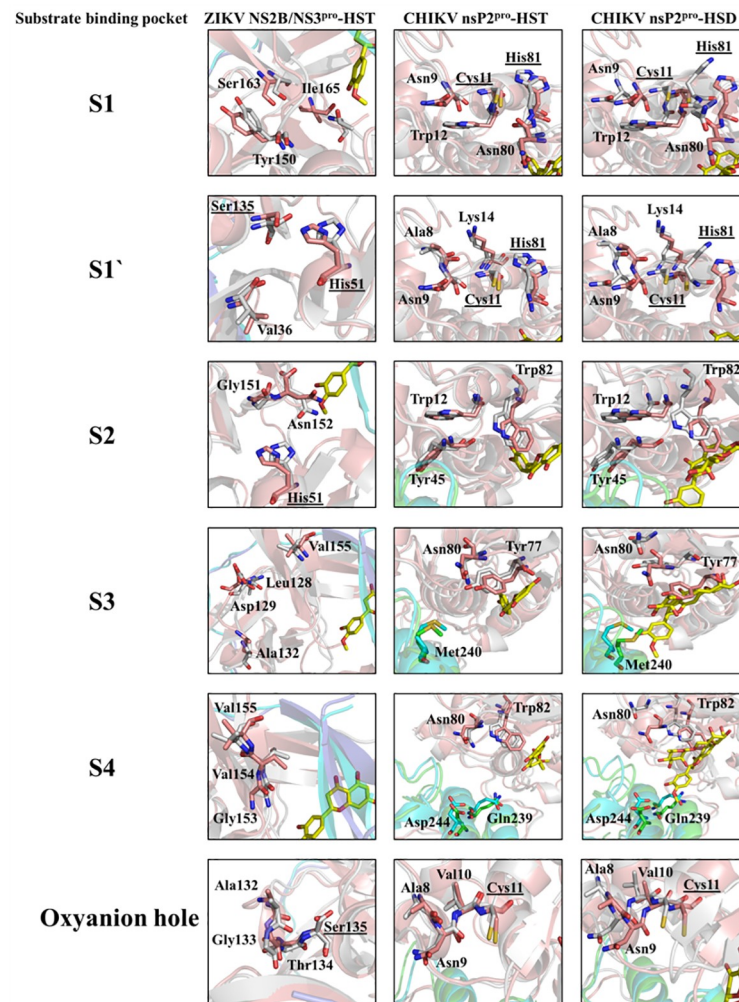 Substrate binding pocket ZIKV NS2B/NS3pro-HST CHIKV nsP2pro-HST CHIKV nsP2pro-HSD
S1
Ser163
Ile165
Tyr150
Asn9
Cys11
His81
Trp12
Asn80
Asn9
Cys11
His81
Trp12
Asn80
S1`
Ser135
His51
Val36
Lys14
Ala8
His81
Asn9
Cys11
Lys14
Ala8
His81
Asn9
Cys11
S2
Gly151
Asn152
His51
Trp82
Trp12
Tyr45
Trp82
Trp12
Tyr45
S3
Val155
Leu128
Asp129
Ala132
Asn80
Tyr77
Met240
Asn80
Tyr77
Met240
S4
Val155
Val154
Gly153
Trp82
Asn80
Asp244
Gln239
Trp82
Asn80
Asp244
Gln239
Oxyanion hole
Ala132
Ser135
Gly133
Thr134
Val10
Ala8
Cys11
Asn9
Ala8
Val10
Cys11
Asn9